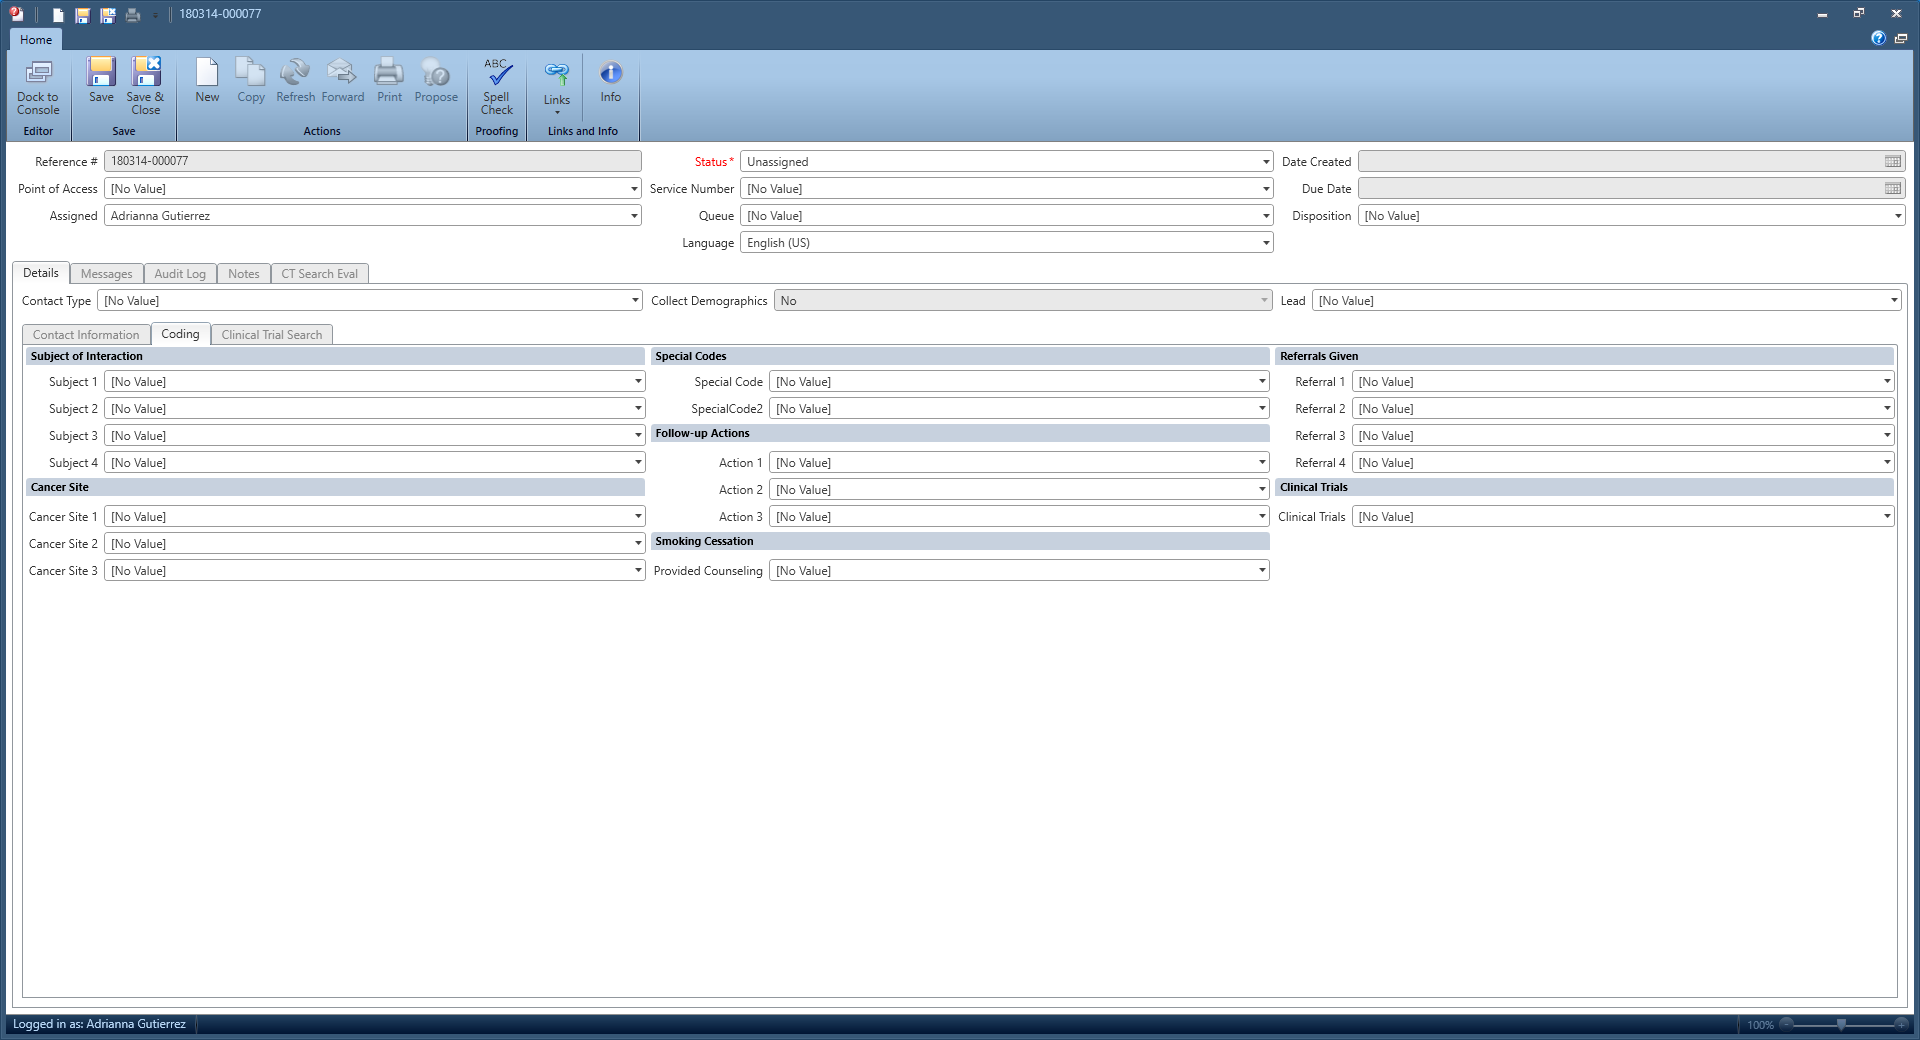 180314-000077
Home
Dock to Console
Save
Save & Close
New
Copy
Refresh
Forward
Print
Propose
ABC
Spell Check
Links
Info
Editor
Save
Actions
Proofing
Links and Info
Reference # 180314-000077
Status* Unassigned
Date Created
Point of Access [No Value]
Service Number [No Value]
Due Date
Assigned Adrianna Gutierrez
Queue [No Value]
Disposition [No Value]
Language English (US)
Details Messages Audit Log Notes CT Search Eval
Contact Type [No Value]
Collect Demographics No
Lead [No Value]
Contact Information Coding Clinical Trial Search
Subject of Interaction
Subject 1 [No Value]
Subject 2 [No Value]
Subject 3 [No Value]
Subject 4 [No Value]
Cancer Site
Cancer Site 1 [No Value]
Cancer Site 2 [No Value]
Cancer Site 3 [No Value]
Special Codes
Special Code [No Value]
SpecialCode2 [No Value]
Follow-up Actions
Action 1 [No Value]
Action 2 [No Value]
Action 3 [No Value]
Smoking Cessation
Provided Counseling [No Value]
Referrals Given
Referral 1 [No Value]
Referral 2 [No Value]
Referral 3 [No Value]
Referral 4 [No Value]
Clinical Trials
Clinical Trials [No Value]
Logged in as: Adrianna Gutierrez
100%